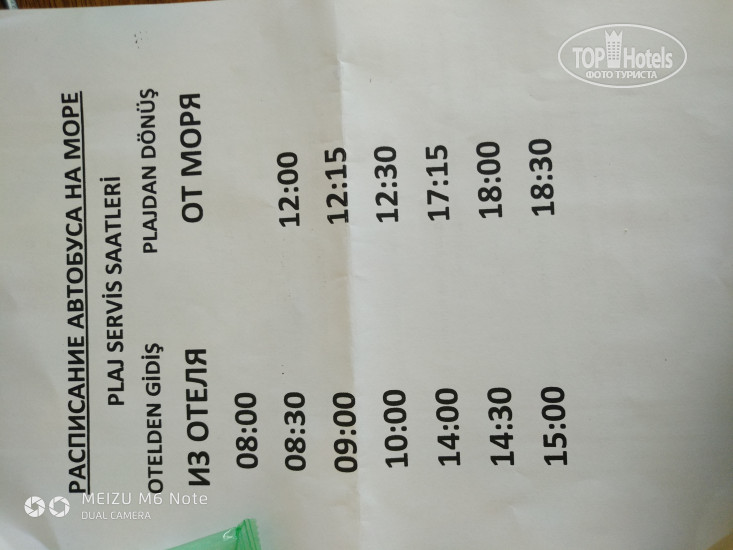 РАСПИСАНИЕ АВТОБУСА НА МОРЕ
PLAJ SERVİS SAATLERİ
OTELDEN GİDİŞ PLAJDAN DÖNÜŞ
ИЗ ОТЕЛЯ ОТ МОРЯ
08:00
08:30 12:00
09:00 12:15
10:00 12:30
14:00 17:15
14:30 18:00
15:00 18:30
TOP Hotels
ФОТО ТУРИСТА
MEIZU M6 Note
DUAL CAMERA